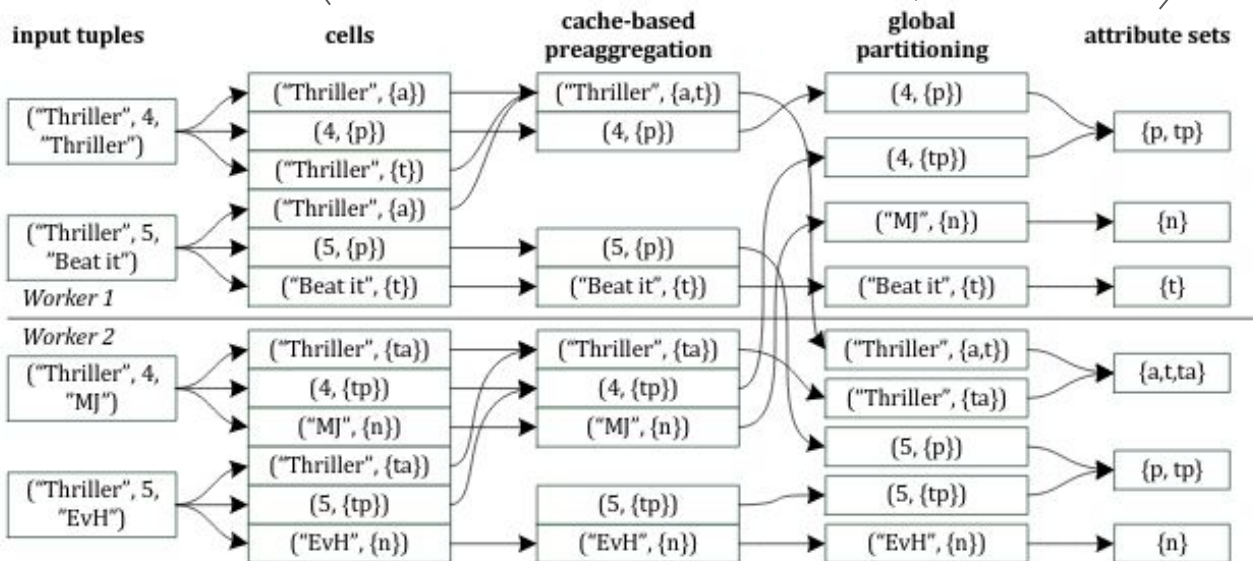 input tuples
cells
cache-based
preaggregation
global
partitioning
attribute sets
("Thriller", 4,
"Thriller")
("Thriller", 5,
"Beat it")
Worker 1
("Thriller", {a})
(4, {p})
("Thriller", {t})
("Thriller", {a})
(5, {p})
("Beat it", {t})
("Thriller", {a,t})
(4, {p})
(5, {p})
("Beat it", {t})
(4, {p})
(4, {tp})
("MJ", {n})
("Beat it", {t})
{p, tp}
{n}
{t}
Worker 2
("Thriller", 4,
"MJ")
("Thriller", 5,
"EvH")
("Thriller", {ta})
(4, {tp})
("MJ", {n})
("Thriller", {ta})
(5, {tp})
("EvH", {n})
("Thriller", {ta})
(4, {tp})
("MJ", {n})
(5, {tp})
("EvH", {n})
("Thriller", {a,t})
("Thriller", {ta})
(5, {p})
(5, {tp})
("EvH", {n})
{a,t,ta}
{p, tp}
{n}